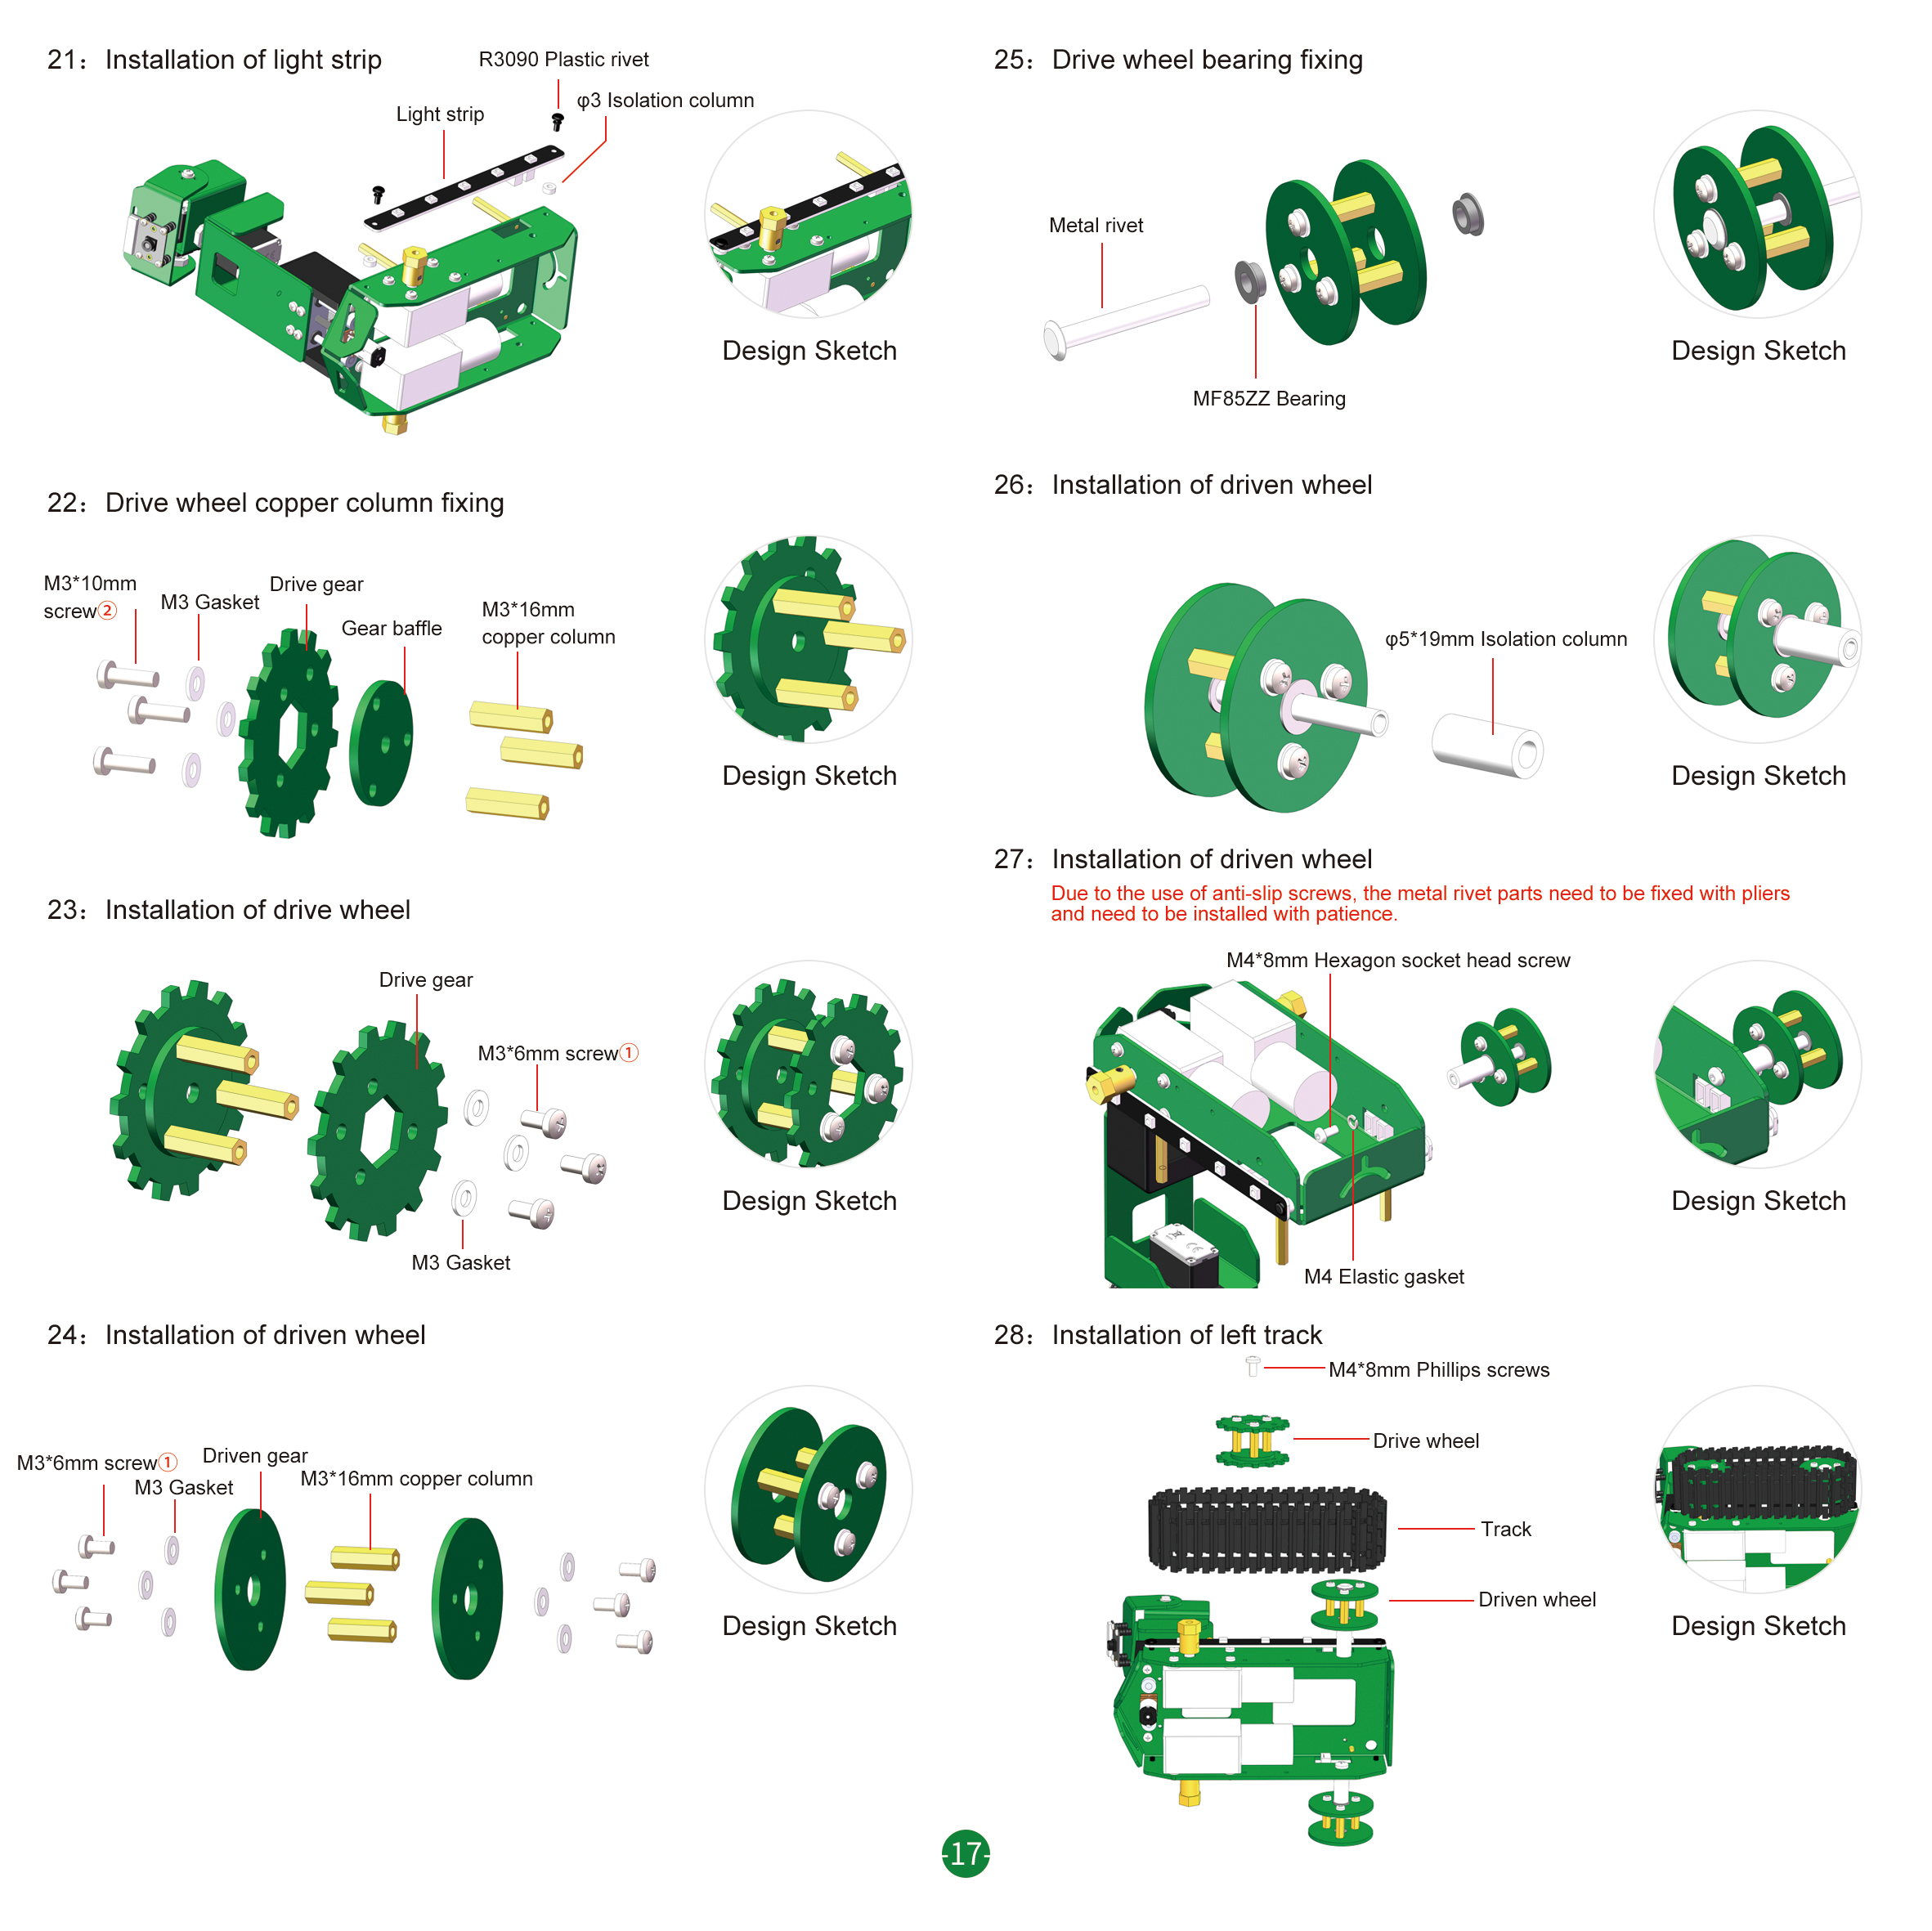 21：Installation of light strip
R3090 Plastic rivet
φ3 Isolation column
Light strip
Design Sketch
22：Drive wheel copper column fixing
M3*10mm
screw②
M3 Gasket
Drive gear
Gear baffle
M3*16mm
copper column
Design Sketch
23：Installation of drive wheel
Drive gear
M3*6mm screw①
M3 Gasket
Design Sketch
24：Installation of driven wheel
M3*6mm screw①
M3 Gasket
Driven gear
M3*16mm copper column
Design Sketch
25：Drive wheel bearing fixing
Metal rivet
MF85ZZ Bearing
Design Sketch
26：Installation of driven wheel
φ5*19mm Isolation column
Design Sketch
27：Installation of driven wheel
Due to the use of anti-slip screws, the metal rivet parts need to be fixed with pliers
and need to be installed with patience.
M4*8mm Hexagon socket head screw
M4 Elastic gasket
Design Sketch
28：Installation of left track
M4*8mm Phillips screws
Drive wheel
Track
Driven wheel
Design Sketch
-17-